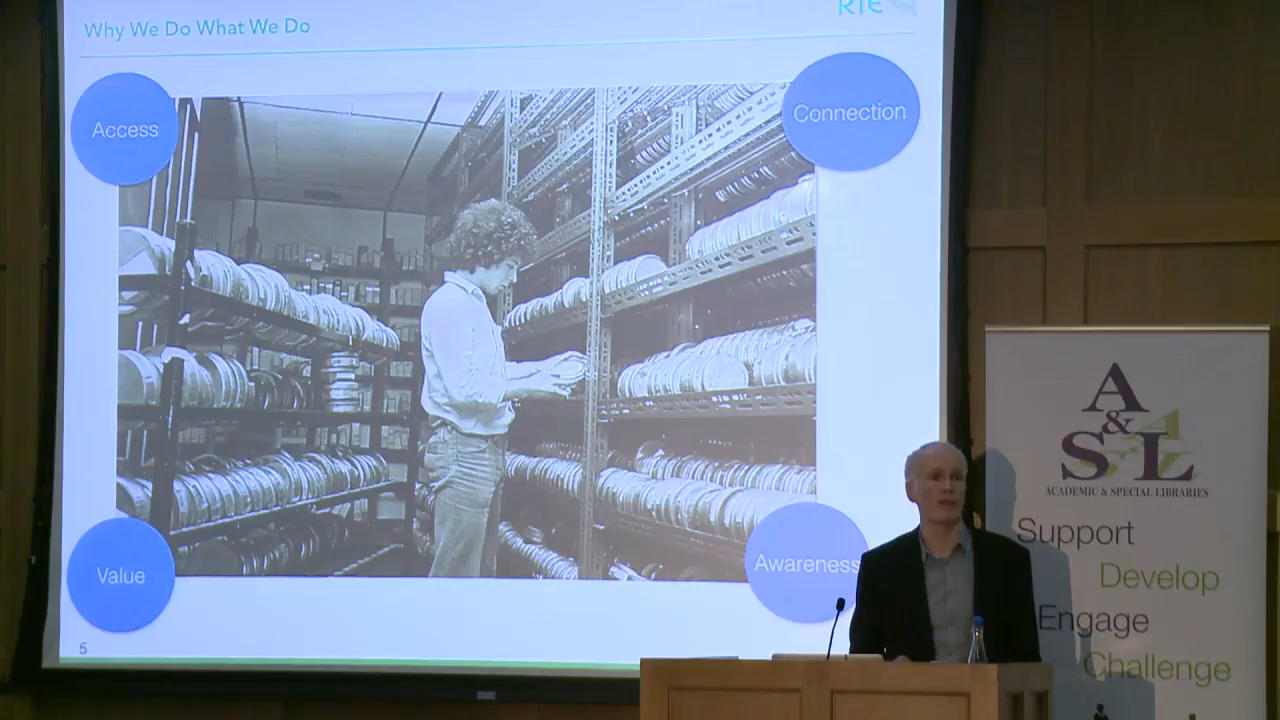 Why We Do What We Do
RTÉ
Access
Connection
Value
Awareness
5
A
&
S L
ACADEMIC & SPECIAL LIBRARIES
Support
Develop
Engage
Challenge